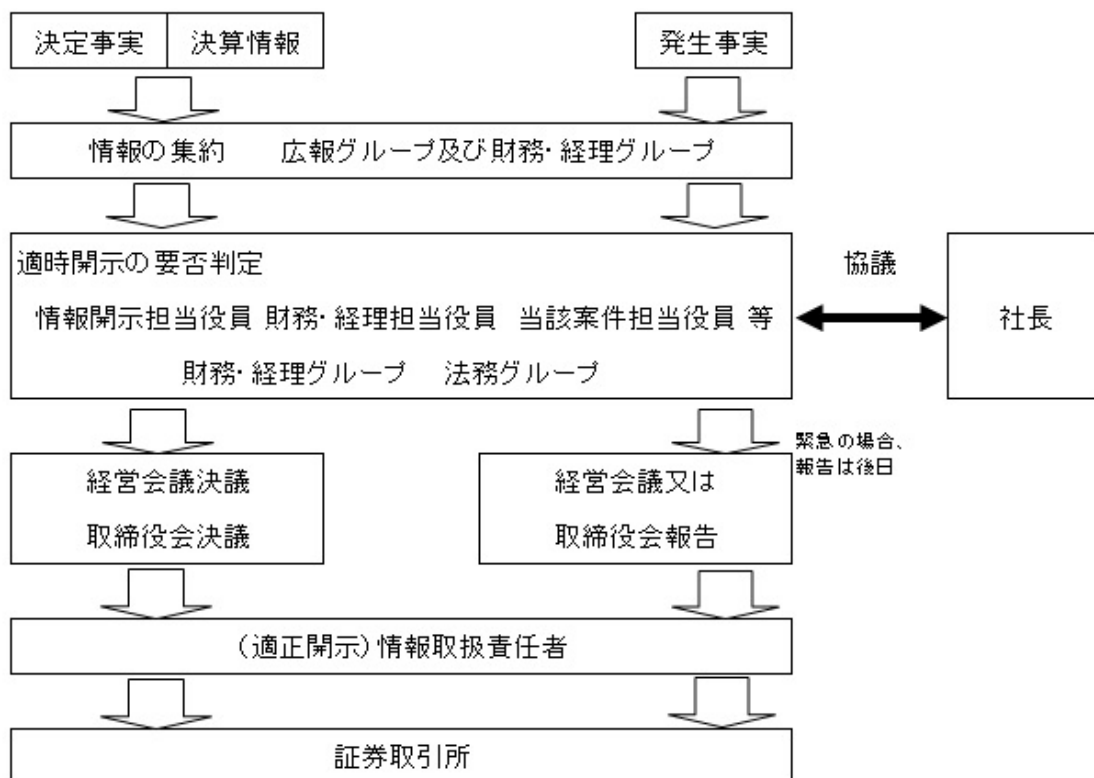 決定事実 決算情報 発生事実
情報の集約 広報グループ及び財務・経理グループ
適時開示の要否判定
協議
情報開示担当役員 財務・経理担当役員 当該案件担当役員 等
社長
財務・経理グループ 法務グループ
緊急の場合、
報告は後日
経営会議決議
取締役会決議
経営会議又は
取締役会報告
（適正開示）情報取扱責任者
証券取引所